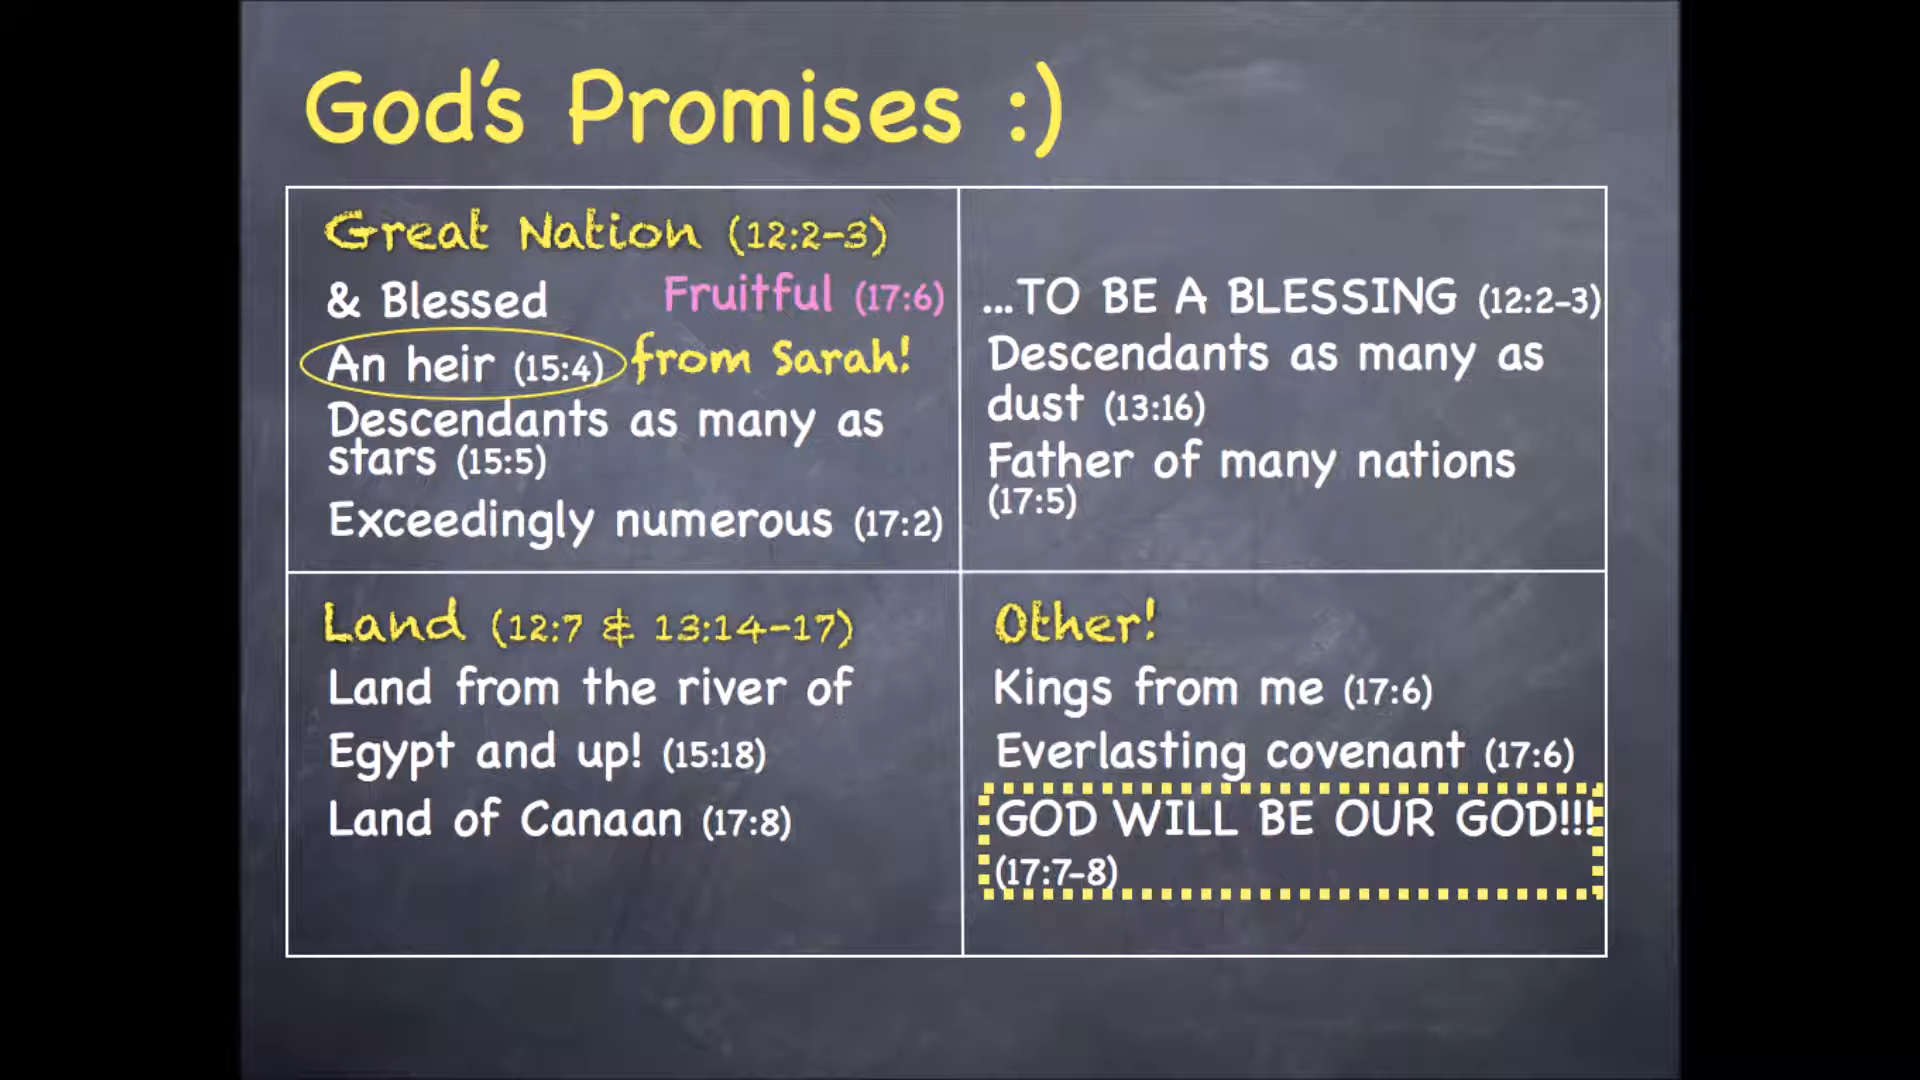 God's Promises :)
Great Nation (12:2-3)
& Blessed
Fruitful (17:6)
An heir (15:4)
from Sarah!
Descendants as many as
stars (15:5)
Exceedingly numerous (17:2)
...TO BE A BLESSING (12:2-3)
Descendants as many as
dust (13:16)
Father of many nations
(17:5)
Land (12:7 & 13:14-17)
Land from the river of
Egypt and up! (15:18)
Land of Canaan (17:8)
Other!
Kings from me (17:6)
Everlasting covenant (17:6)
GOD WILL BE OUR GOD!!!
(17:7-8)